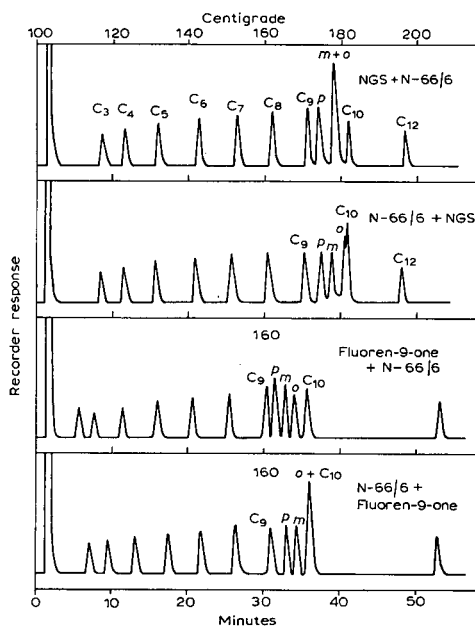 Centigrade
100 120 140 160 180 200
m+o
NGS+N-66/6
C3 C4 C5 C6 C7 C8 C9 p C10 C12
N-66/6 + NGS
C10
o
C9 p m C12
160
Fluoren-9-one
+ N-66/6
C9 p m o C10
160
o + C10
N-66/6 +
Fluoren-9-one
C9 p m
0 10 20 30 40 50
Minutes
Recorder response